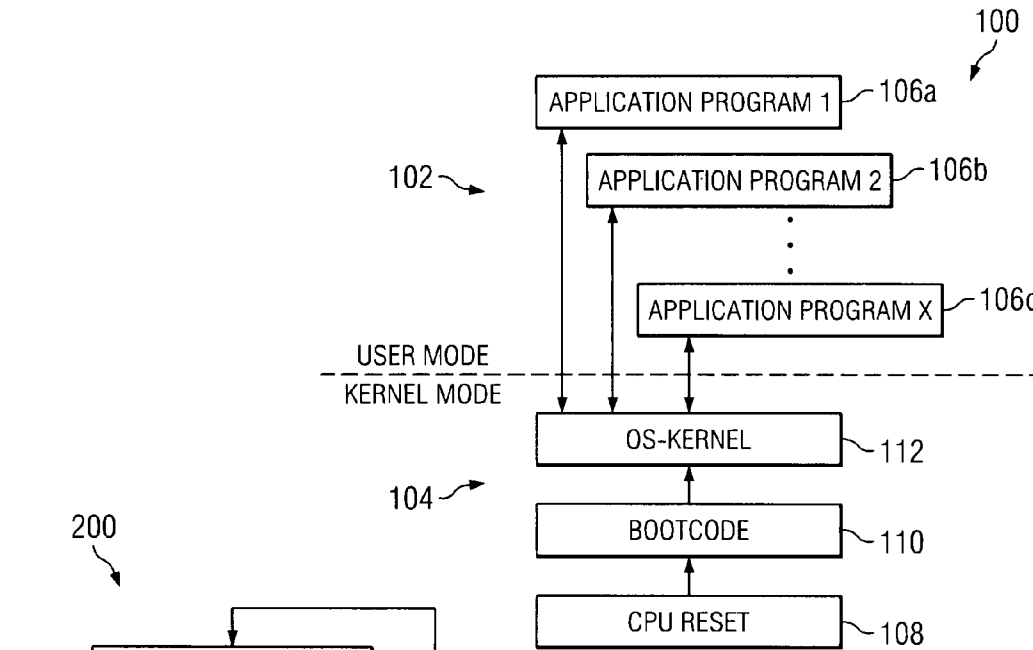 100
APPLICATION PROGRAM 1 106a
102 APPLICATION PROGRAM 2 106b
APPLICATION PROGRAM X
USER MODE
KERNEL MODE
OS-KERNEL 112
104
BOOTCODE 110
200
CPU RESET 108